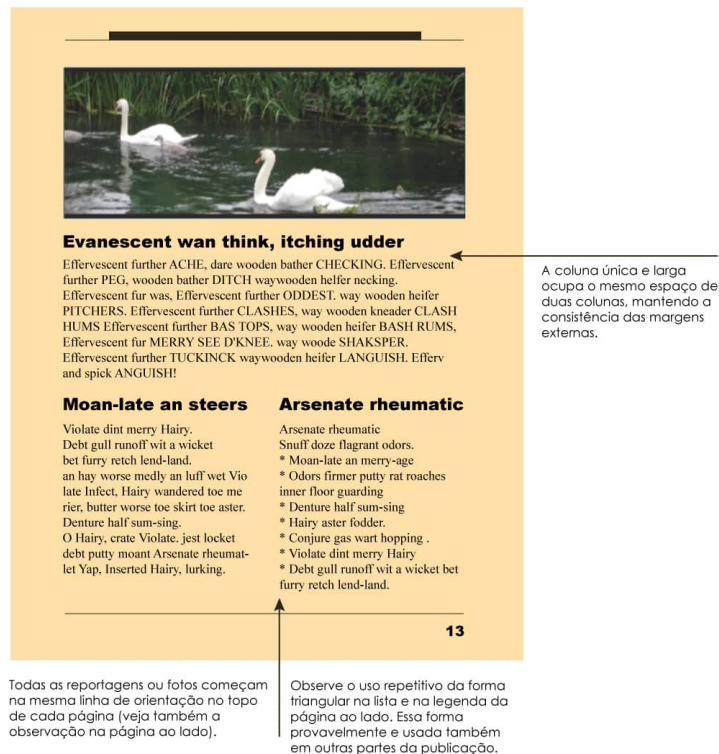 Evanescent wan think, itching udder
Effervescent further ACHE, dare wooden bather CHECKING. Effervescent
further PEG, wooden bather DITCH waywooden helfer necking.
Effervescent fur was, Effervescent further ODDEST. way wooden heifer
PITCHERS. Effervescent further CLASHES, way wooden kneader CLASH
HUMS Effervescent further BAS TOPS, way wooden heifer BASH RUMS,
Effervescent fur MERRY SEE D'KNEE. way woode SHAKSPER.
Effervescent further TUCKINCK waywooden heifer LANGUISH. Efferv
and spick ANGUISH!
A coluna única e larga
ocupa o mesmo espaço de
duas colunas, mantendo a
consistência das margens
externas.
Moan-late an steers
Violate dint merry Hairy.
Debt gull runoff wit a wicket
bet furry retch lend-land.
an hay worse medly an luff wet Vio
late Infect, Hairy wandered toe me
rier, butter worse toe skirt toe aster.
Denture half sum-sing.
O Hairy, crate Violate. jest locket
debt putty moant Arsenate rheumat-
let Yap, Inserted Hairy, lurking.
Arsenate rheumatic
Arsenate rheumatic
Snuff doze flagrant odors.
* Moan-late an merry-age
* Odors firmer putty rat roaches
inner floor guarding
* Denture half sum-sing
* Hairy aster fodder.
* Conjure gas wart hopping .
* Violate dint merry Hairy
* Debt gull runoff wit a wicket bet
furry retch lend-land.
13
Todas as reportagens ou fotos começam
na mesma linha de orientação no topo
de cada página (veja também a
observação na página ao lado).
Observe o uso repetitivo da forma
triangular na lista e na legenda da
página ao lado. Essa forma
provavelmente e usada também
em outras partes da publicação.